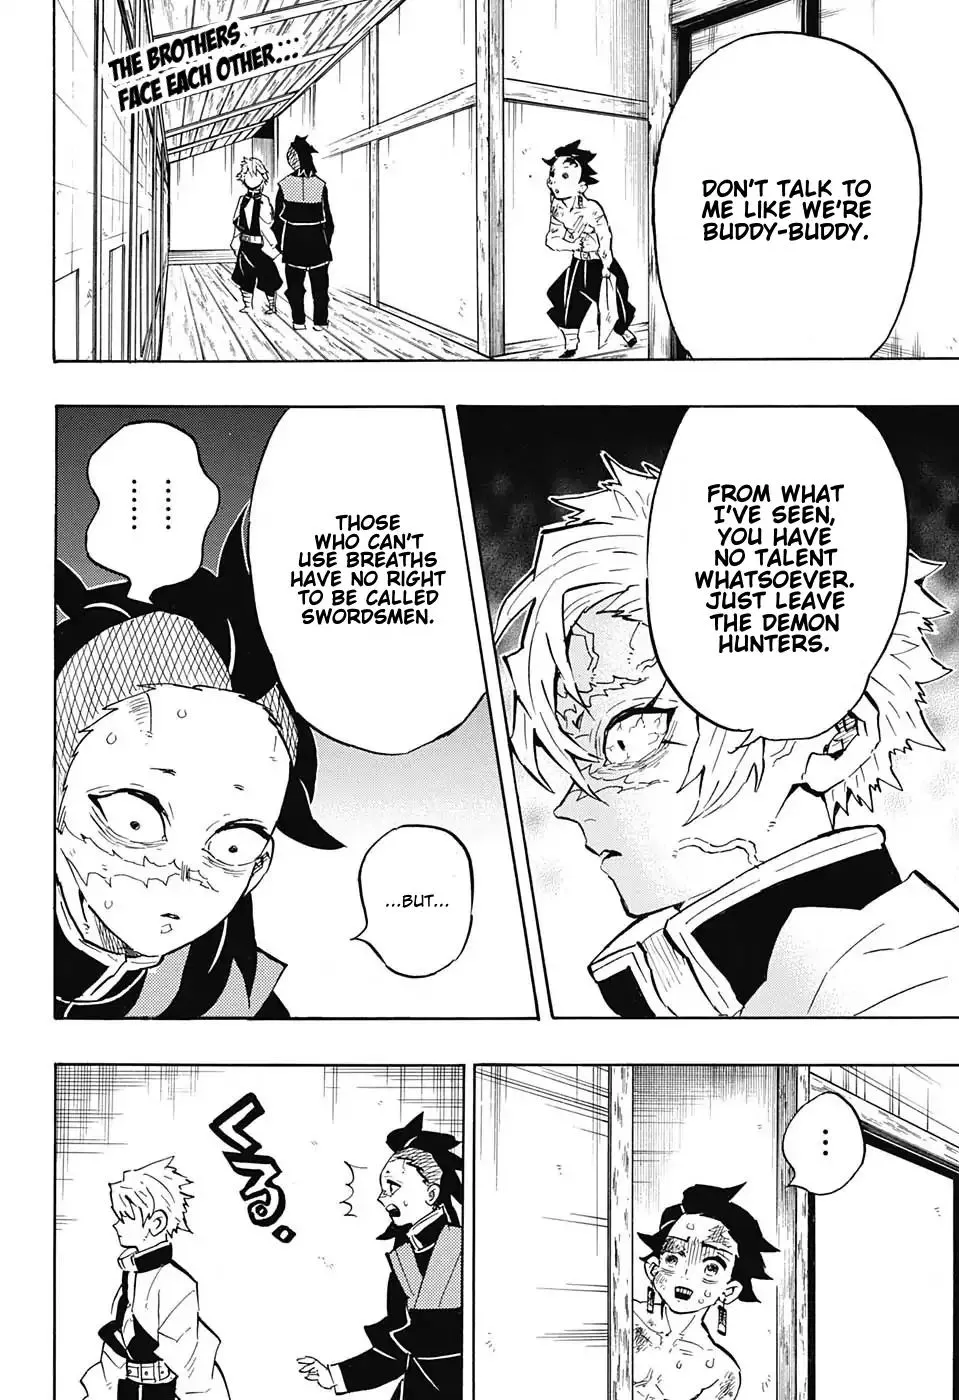 DON'T TALK TO
ME LIKE WE'RE
BUDDY-BUDDY.
THE BROTHERS
FACE EACH OTHER...
FROM WHAT
I'VE SEEN,
YOU HAVE
NO TALENT
WHATSOEVER.
JUST LEAVE
THE DEMON
HUNTERS.
THOSE
WHO CAN'T
USE BREATHS
HAVE NO RIGHT
TO BE CALLED
SWORDSMEN.
...BUT...
......
...
くる。